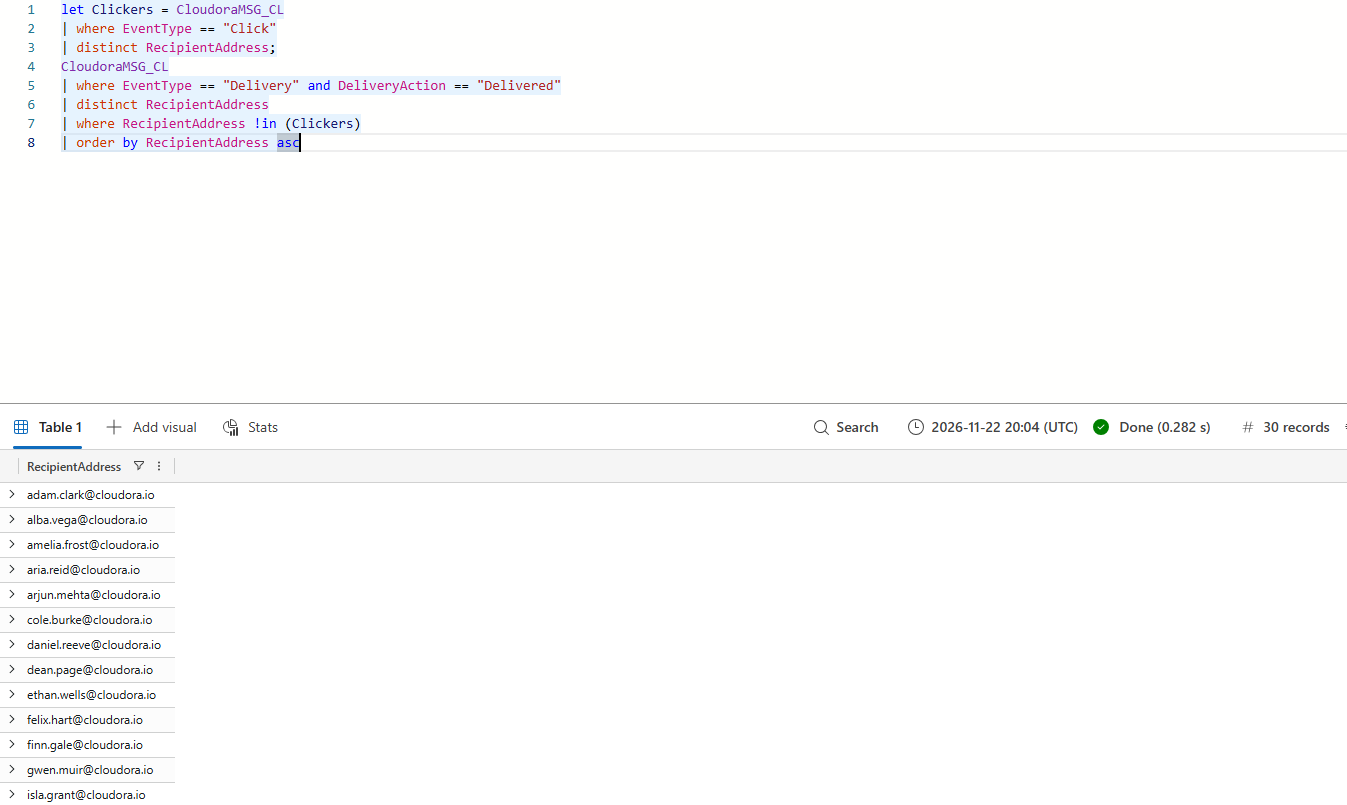 1 let Clickers = CloudoraMSG_CL
2 | where EventType == "Click"
3 | distinct RecipientAddress;
4 CloudoraMSG_CL
5 | where EventType == "Delivery" and DeliveryAction == "Delivered"
6 | distinct RecipientAddress
7 | where RecipientAddress !in (Clickers)
8 | order by RecipientAddress asc
Table 1 Add visual Stats Search 2026-11-22 20:04 (UTC) Done (0.282 s) # 30 records
RecipientAddress
adam.clark@cloudora.io
alba.vega@cloudora.io
amelia.frost@cloudora.io
aria.reid@cloudora.io
arjun.mehta@cloudora.io
cole.burke@cloudora.io
daniel.reeve@cloudora.io
dean.page@cloudora.io
ethan.wells@cloudora.io
felix.hart@cloudora.io
finn.gale@cloudora.io
gwen.muir@cloudora.io
isla.grant@cloudora.io